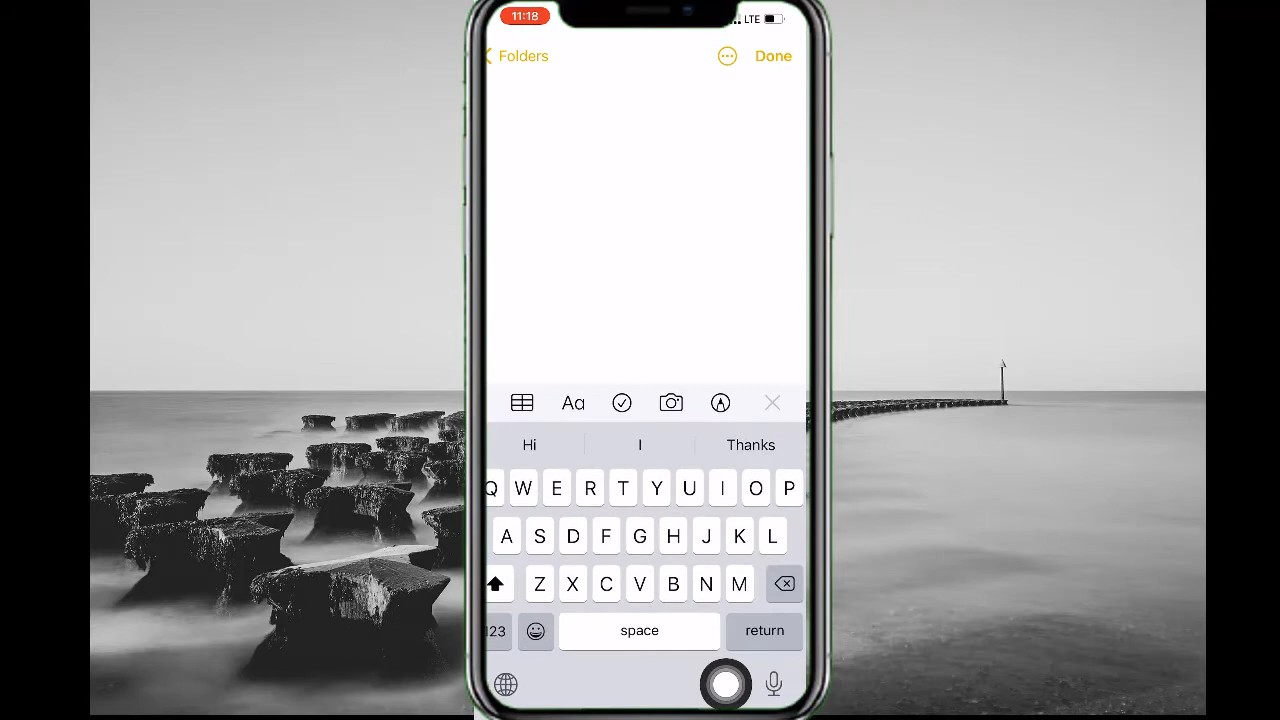 11:18 LTE
Folders Done
Aa
Hi I Thanks
Q W E R T Y U I O P
A S D F G H J K L
Z X C V B N M
123 space return